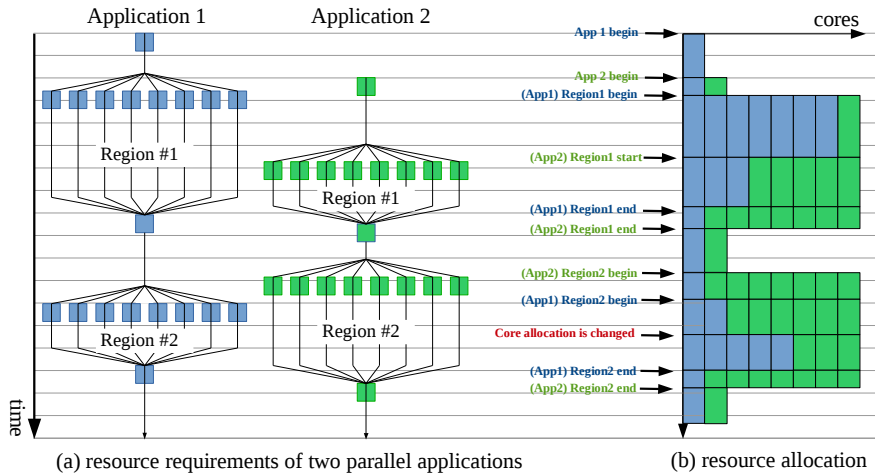 Application 1
Application 2
cores
App 1 begin
App 2 begin
(App1) Region1 begin
Region #1
(App2) Region1 start
Region #1
(App1) Region1 end
(App2) Region1 end
(App2) Region2 begin
(App1) Region2 begin
Region #2
Region #2
Core allocation is changed
(App1) Region2 end
(App2) Region2 end
time
(a) resource requirements of two parallel applications
(b) resource allocation